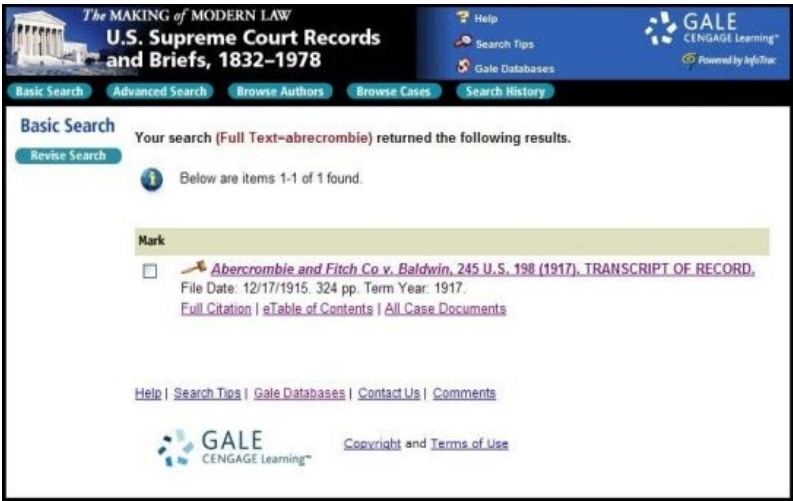 The MAKING of MODERN LAW
U.S. Supreme Court Records
and Briefs, 1832–1978
Help
Search Tips
Gale Databases
GALE
CENGAGE Learning™
Powered by InfoTrac
Basic Search Advanced Search Browse Authors Browse Cases Search History
Basic Search
Revise Search
Your search (Full Text=abrecrombie) returned the following results.
Below are items 1-1 of 1 found.
Mark
Abercrombie and Fitch Co v. Baldwin, 245 U.S. 198 (1917). TRANSCRIPT OF RECORD.
File Date: 12/17/1915. 324 pp. Term Year: 1917.
Full Citation | eTable of Contents | All Case Documents
Help | Search Tips | Gale Databases | Contact Us | Comments
GALE
CENGAGE Learning™
Copyright and Terms of Use